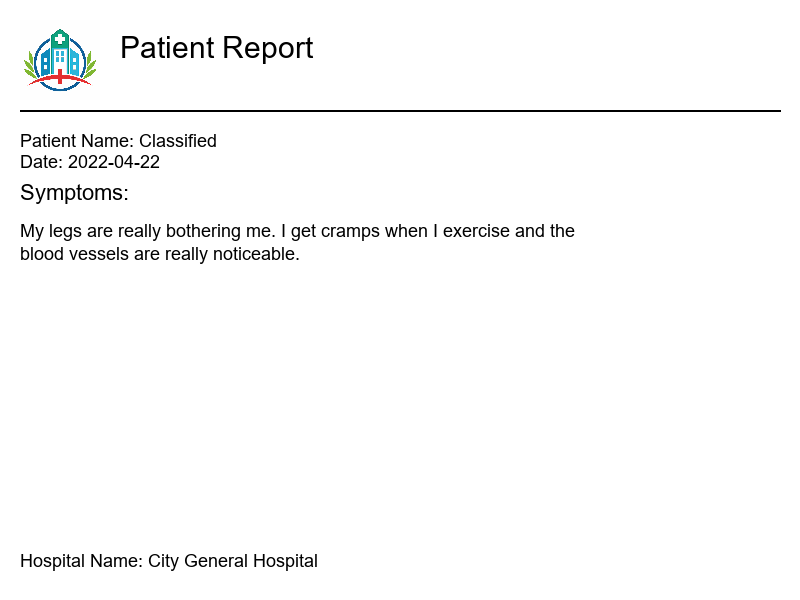 Patient Report
Patient Name: Classified
Date: 2022-04-22
Symptoms:
My legs are really bothering me. I get cramps when I exercise and the
blood vessels are really noticeable.
Hospital Name: City General Hospital